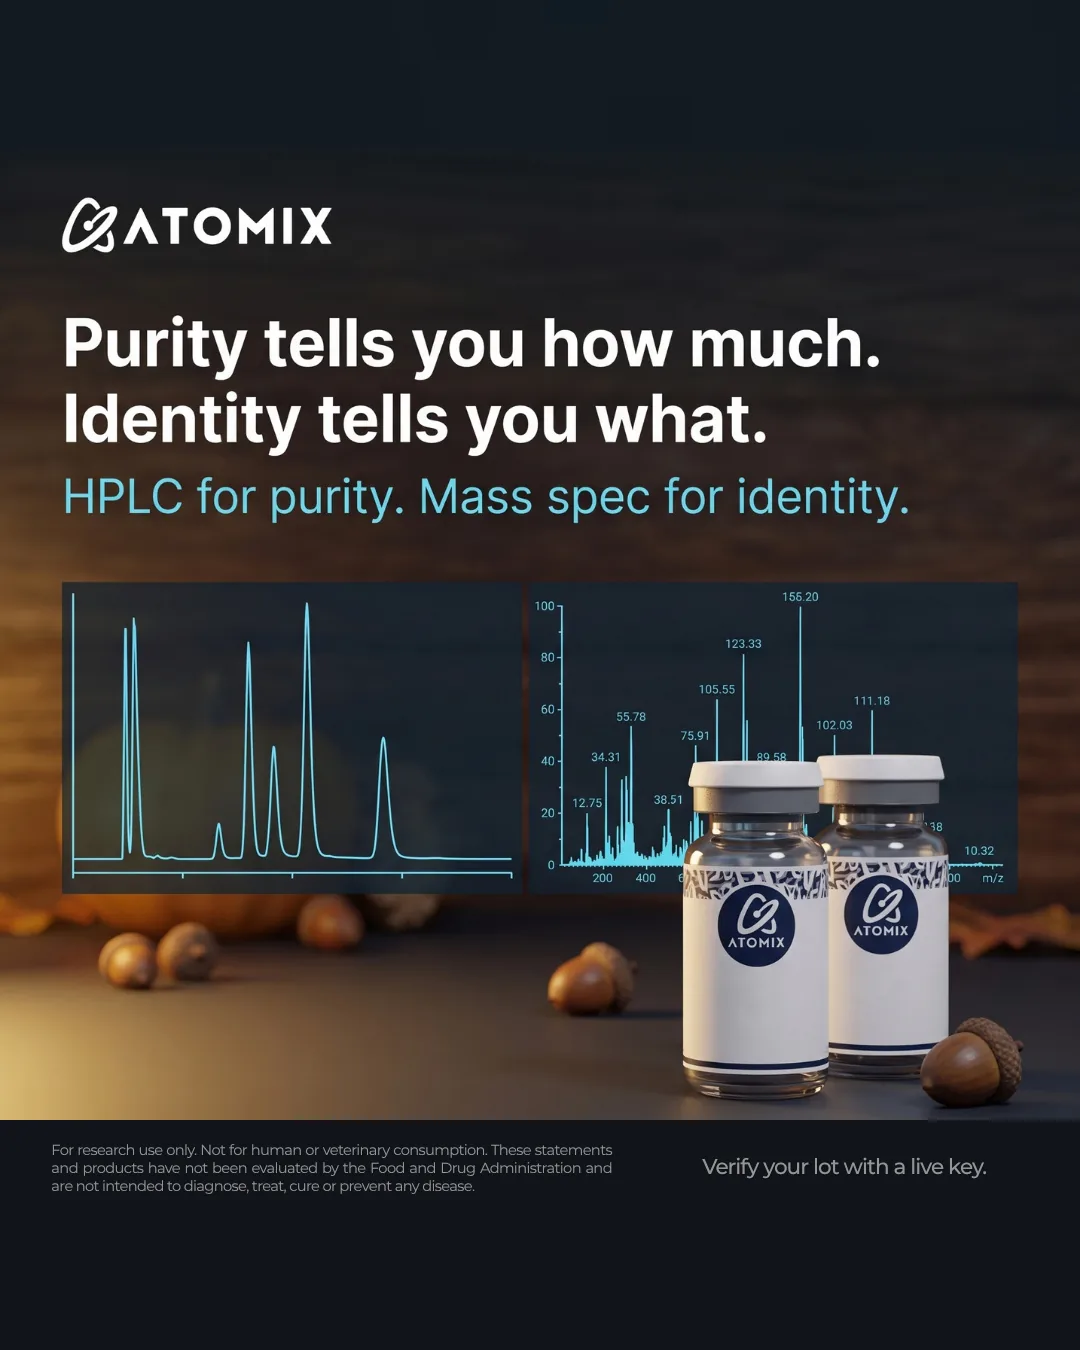 ATOMIX
Purity tells you how much.
Identity tells you what.
HPLC for purity. Mass spec for identity.
155.20
100
123.33
80
105.55
111.18
60
55.78
102.03
75.91
89.58
40
34.31
38.51
12.75
20
38
10.32
0
200 400 6 00 m/z
ATOMIX
ATOMIX
For research use only. Not for human or veterinary consumption. These statements
and products have not been evaluated by the Food and Drug Administration and
are not intended to diagnose, treat, cure or prevent any disease.
Verify your lot with a live key.